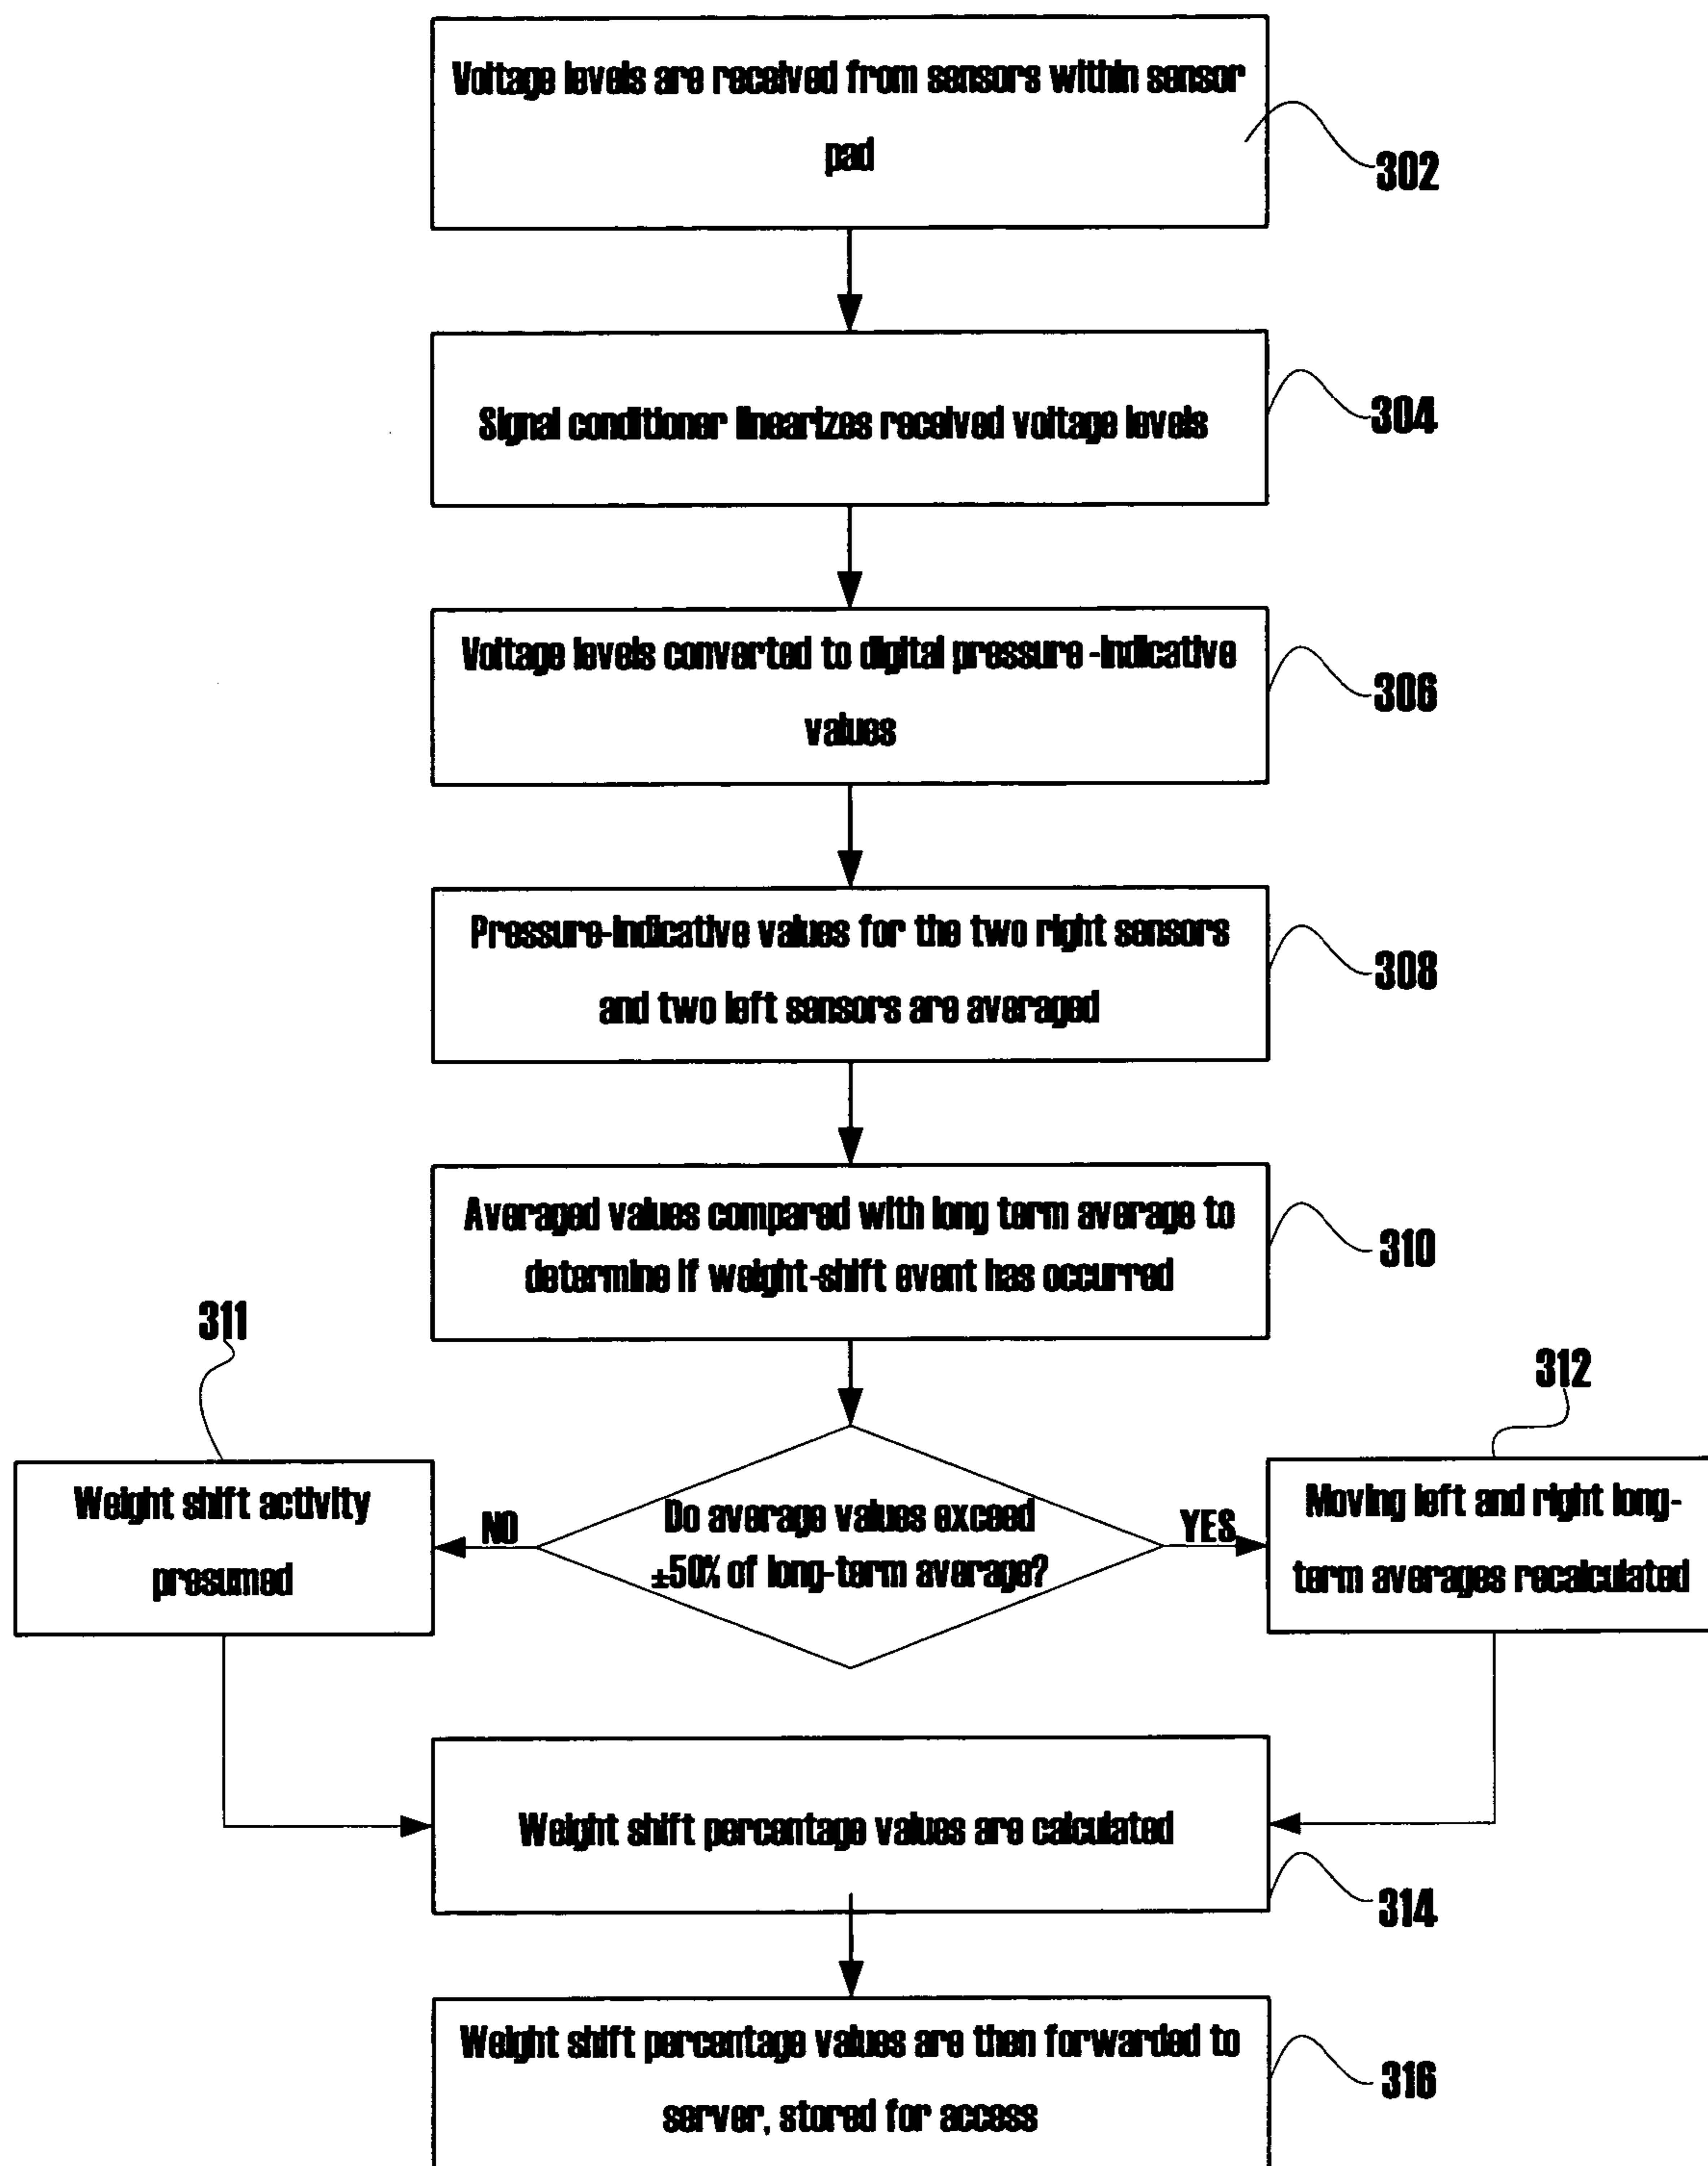 Voltage levels are received from sensors within sensor
pad
302
Signal conditioner linearizes received voltage levels
304
Voltage levels converted to digital pressure -indicative
values
306
Pressure-indicative values for the two right sensors
and two left sensors are averaged
308
Averaged values compared with long term average to
determine if weight-shift event has occurred
310
311
312
Weight shift activity
presumed
NO
Do average values exceed
±50% of long-term average?
YES
Moving left and right long-
term averages recalculated
Weight shift percentage values are calculated
314
Weight shift percentage values are then forwarded to
server, stored for access
316